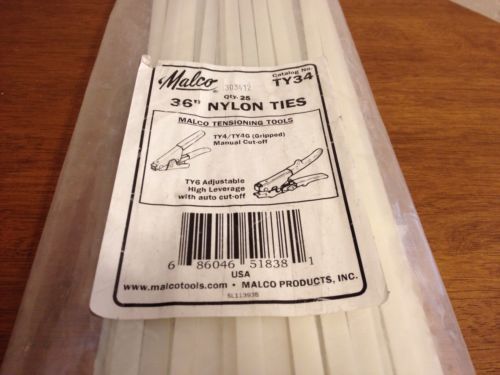 Malco®
303412
Catalog No.
TY34
Qty. 25
36" NYLON TIES
MALCO TENSIONING TOOLS
TY4/TY4G (Gripped)
Manual Cut-off
TY6 Adjustable
High Leverage
with auto cut-off
6 86046 51838 1
USA
www.malcotools.com • MALCO PRODUCTS, INC.